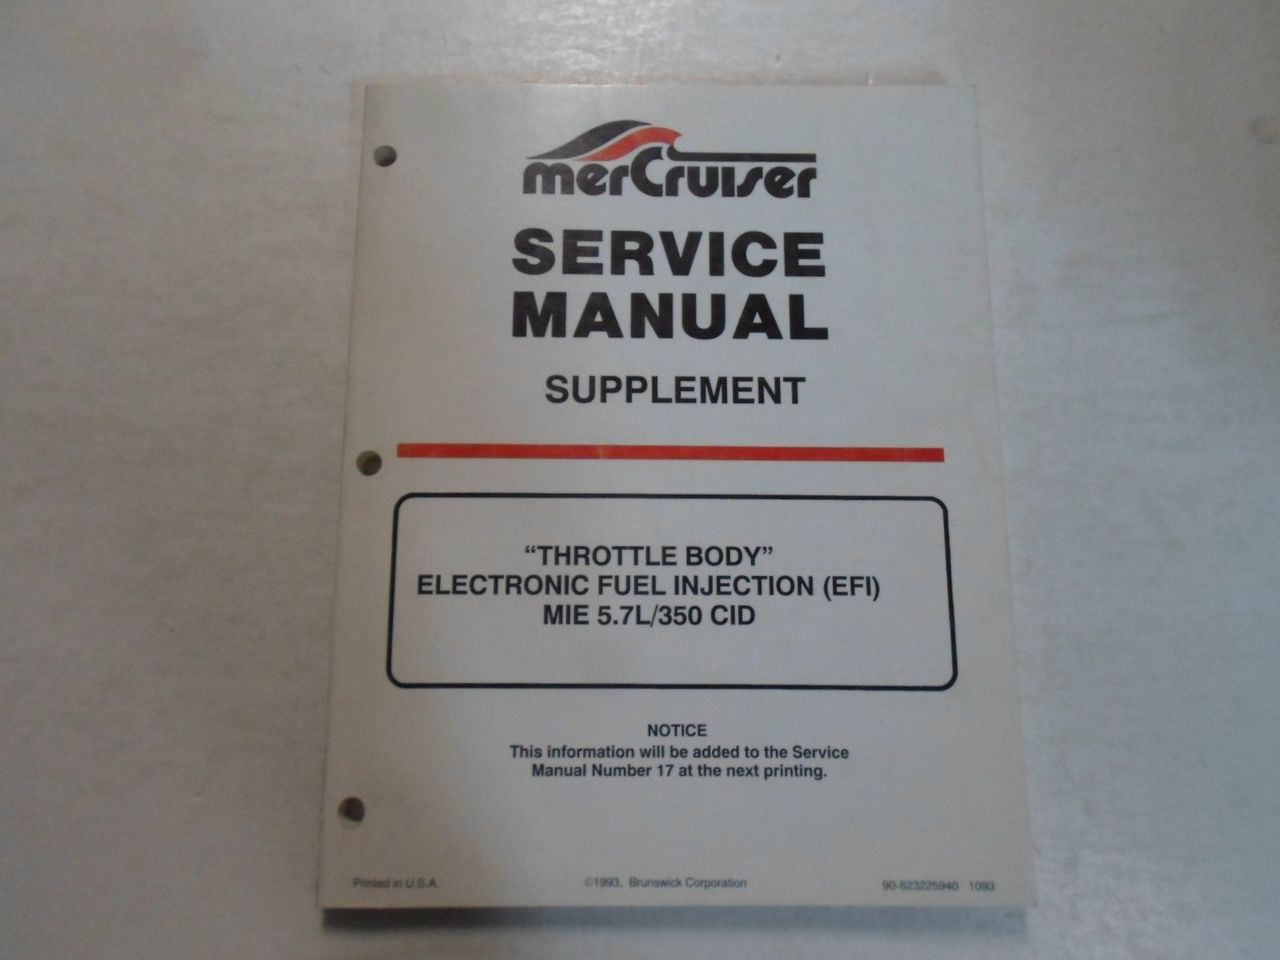 merCruiser
SERVICE
MANUAL
SUPPLEMENT
“THROTTLE BODY”
ELECTRONIC FUEL INJECTION (EFI)
MIE 5.7L/350 CID
NOTICE
This information will be added to the Service
Manual Number 17 at the next printing.
Printed in U.S.A. ©1993, Brunswick Corporation 90-823225940 1093